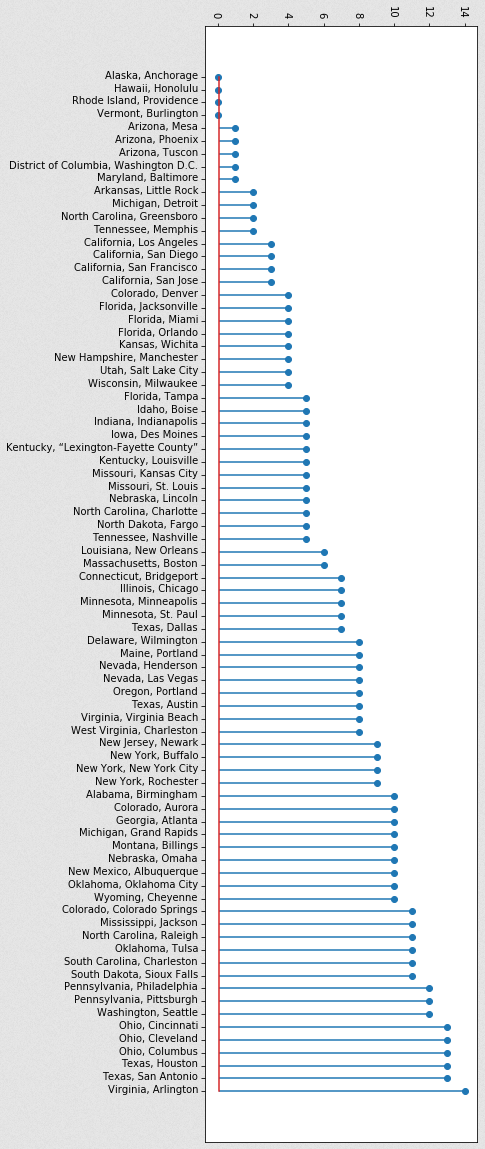 0 2 4 6 8 10 12 14
Alaska, Anchorage
Hawaii, Honolulu
Rhode Island, Providence
Vermont, Burlington
Arizona, Mesa
Arizona, Phoenix
Arizona, Tuscon
District of Columbia, Washington D.C.
Maryland, Baltimore
Arkansas, Little Rock
Michigan, Detroit
North Carolina, Greensboro
Tennessee, Memphis
California, Los Angeles
California, San Diego
California, San Francisco
California, San Jose
Colorado, Denver
Florida, Jacksonville
Florida, Miami
Florida, Orlando
Kansas, Wichita
New Hampshire, Manchester
Utah, Salt Lake City
Wisconsin, Milwaukee
Florida, Tampa
Idaho, Boise
Indiana, Indianapolis
Iowa, Des Moines
Kentucky, “Lexington-Fayette County”
Kentucky, Louisville
Missouri, Kansas City
Missouri, St. Louis
Nebraska, Lincoln
North Carolina, Charlotte
North Dakota, Fargo
Tennessee, Nashville
Louisiana, New Orleans
Massachusetts, Boston
Connecticut, Bridgeport
Illinois, Chicago
Minnesota, Minneapolis
Minnesota, St. Paul
Texas, Dallas
Delaware, Wilmington
Maine, Portland
Nevada, Henderson
Nevada, Las Vegas
Oregon, Portland
Texas, Austin
Virginia, Virginia Beach
West Virginia, Charleston
New Jersey, Newark
New York, Buffalo
New York, New York City
New York, Rochester
Alabama, Birmingham
Colorado, Aurora
Georgia, Atlanta
Michigan, Grand Rapids
Montana, Billings
Nebraska, Omaha
New Mexico, Albuquerque
Oklahoma, Oklahoma City
Wyoming, Cheyenne
Colorado, Colorado Springs
Mississippi, Jackson
North Carolina, Raleigh
Oklahoma, Tulsa
South Carolina, Charleston
South Dakota, Sioux Falls
Pennsylvania, Philadelphia
Pennsylvania, Pittsburgh
Washington, Seattle
Ohio, Cincinnati
Ohio, Cleveland
Ohio, Columbus
Texas, Houston
Texas, San Antonio
Virginia, Arlington